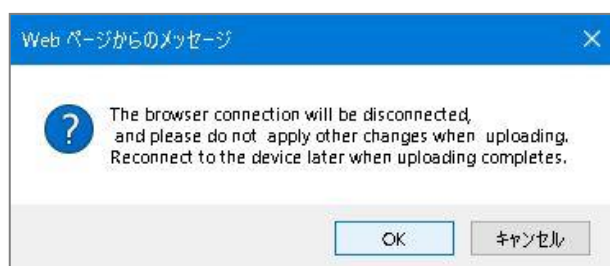 Web ページからのメッセージ
The browser connection will be disconnected,
and please do not apply other changes when uploading.
Reconnect to the device later when uploading completes.
OK
キャンセル